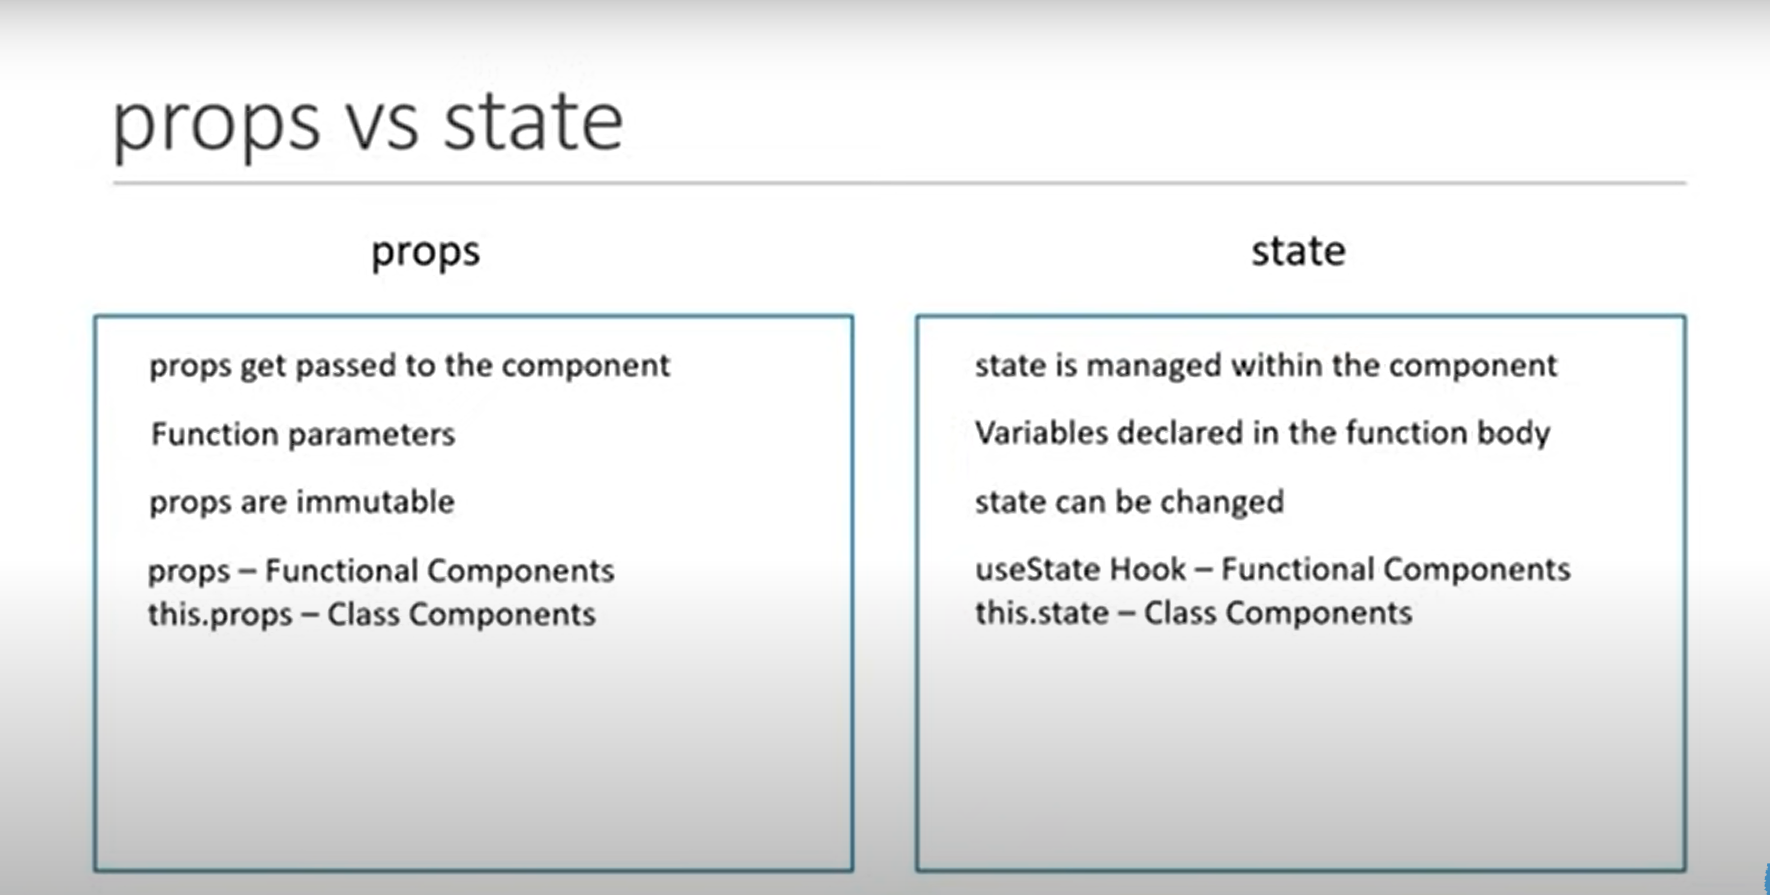 props vs state
props
state
props get passed to the component
Function parameters
props are immutable
props – Functional Components
this.props – Class Components
state is managed within the component
Variables declared in the function body
state can be changed
useState Hook – Functional Components
this.state – Class Components